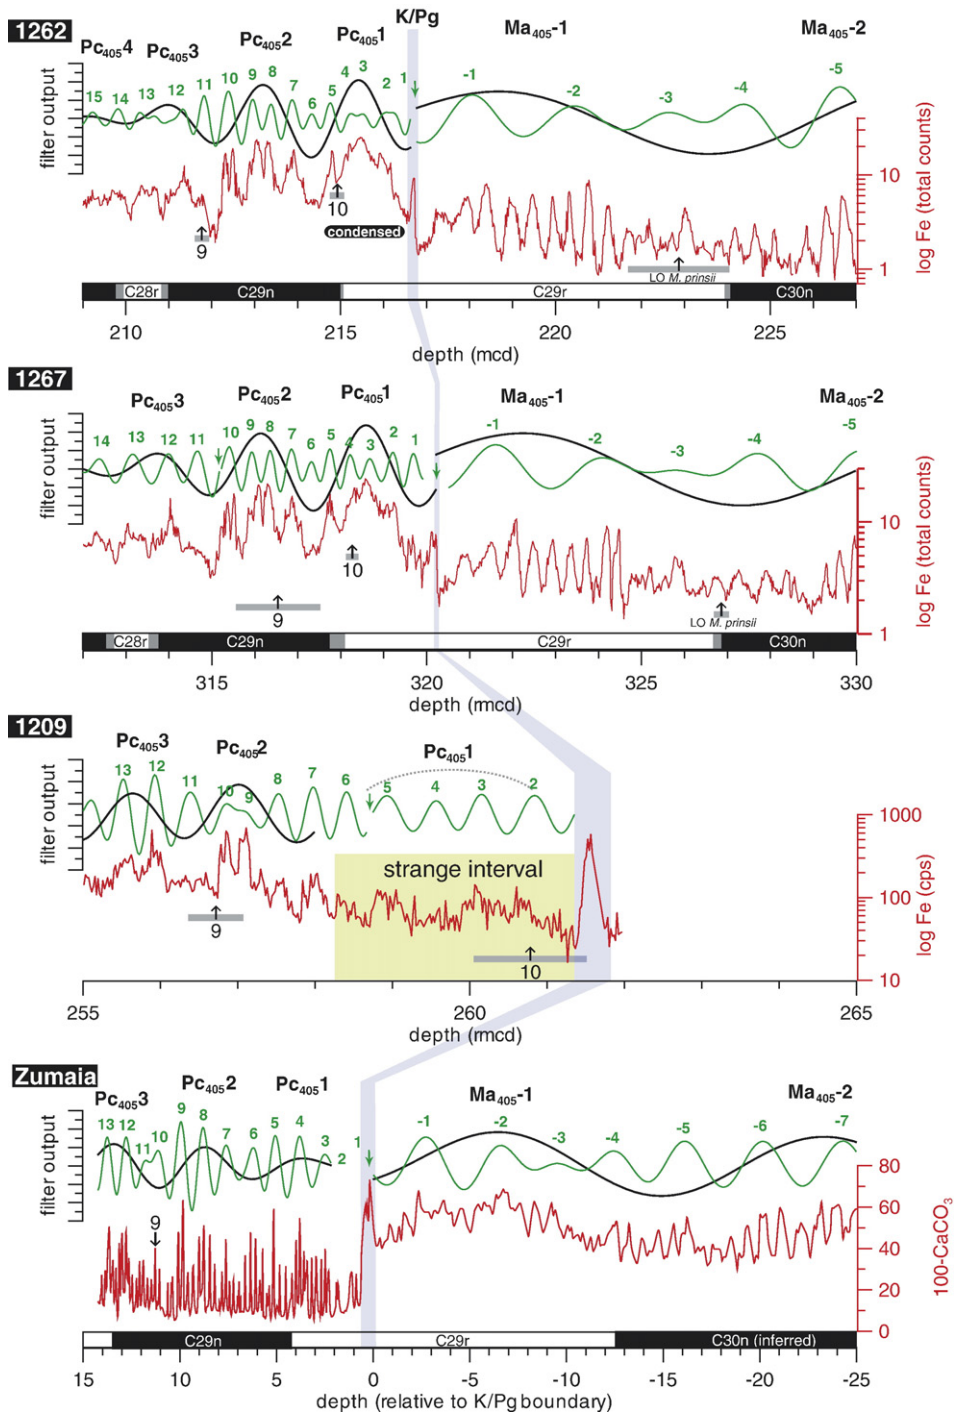 1262
K/Pg
Pc4054 Pc4053 Pc4052 Pc4051 Ma405-1 Ma405-2
15 14 13 12 11 10 9 8 7 6 5 4 3 2 1 -1 -2 -3 -4 -5
filter output
log Fe (total counts)
10
1
9
10
condensed
LO M. prinsii
C28r C29n C29r C30n
210 215 220 225
depth (mcd)
1267
Pc4053 Pc4052 Pc4051 Ma405-1 Ma405-2
14 13 12 11 10 9 8 7 6 5 4 3 2 1 -1 -2 -3 -4 -5
filter output
log Fe (total counts)
10
1
9
10
LO M. prinsii
C28r C29n C29r C30n
315 320 325 330
depth (rmcd)
1209
Pc4053 Pc4052 Pc4051
13 12 11 10 9 8 7 6 5 4 3 2
filter output
strange interval
log Fe (cps)
1000
100
10
9
10
255 260 265
depth (rmcd)
Zumaia
Pc4053 Pc4052 Pc4051 Ma405-1 Ma405-2
13 12 11 10 9 8 7 6 5 4 3 2 1 -1 -2 -3 -4 -5 -6 -7
filter output
9
100-CaCO3
80
60
40
20
0
C29n C29r C30n (inferred)
15 10 5 0 -5 -10 -15 -20 -25
depth (relative to K/Pg boundary)